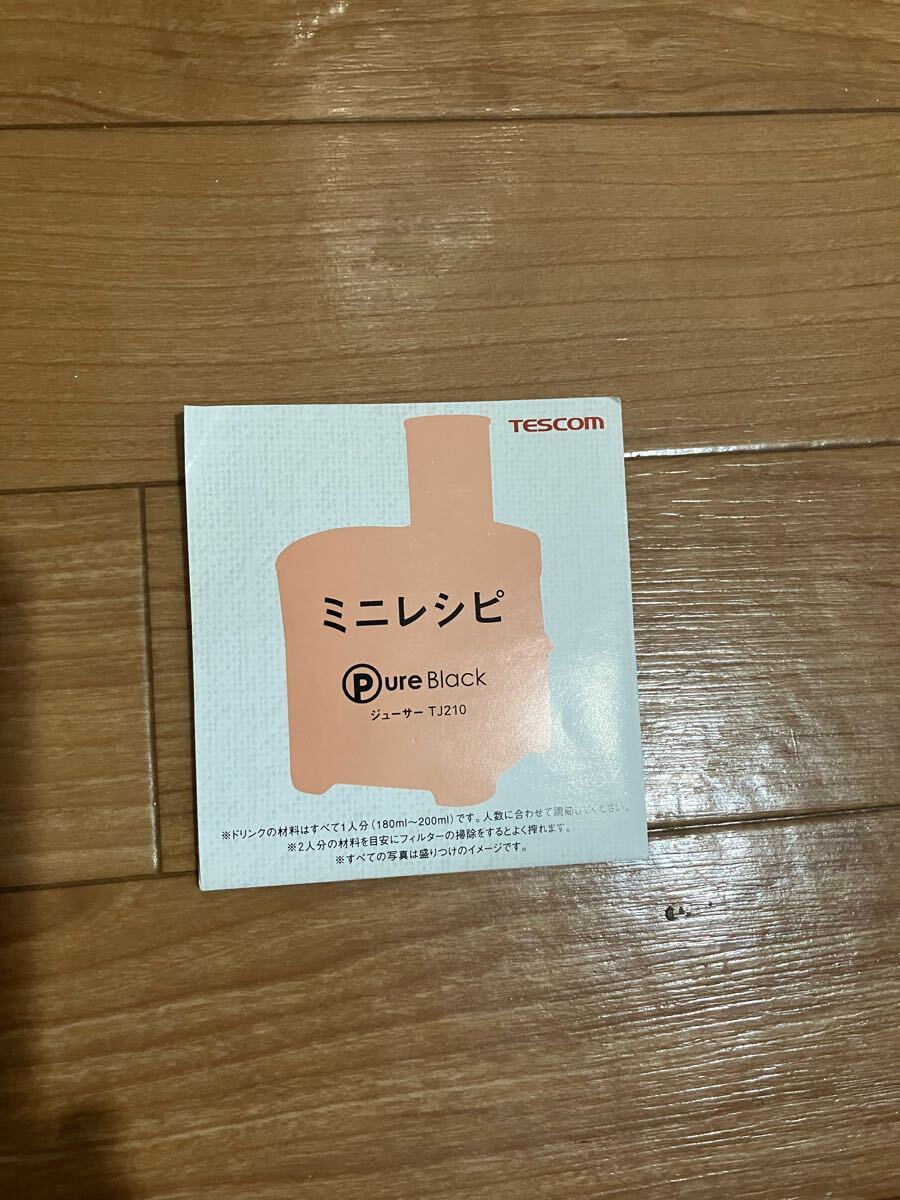 TESCOM
ミニレシピ
Pure Black
ジューサー TJ210
※ドリンクの材料はすべて1人分(180ml〜200ml)です。人数に合わせて調節してください。
※2人分の材料を目安にフィルターの掃除をするとよく搾れます。
※すべての写真は盛りつけのイメージです。